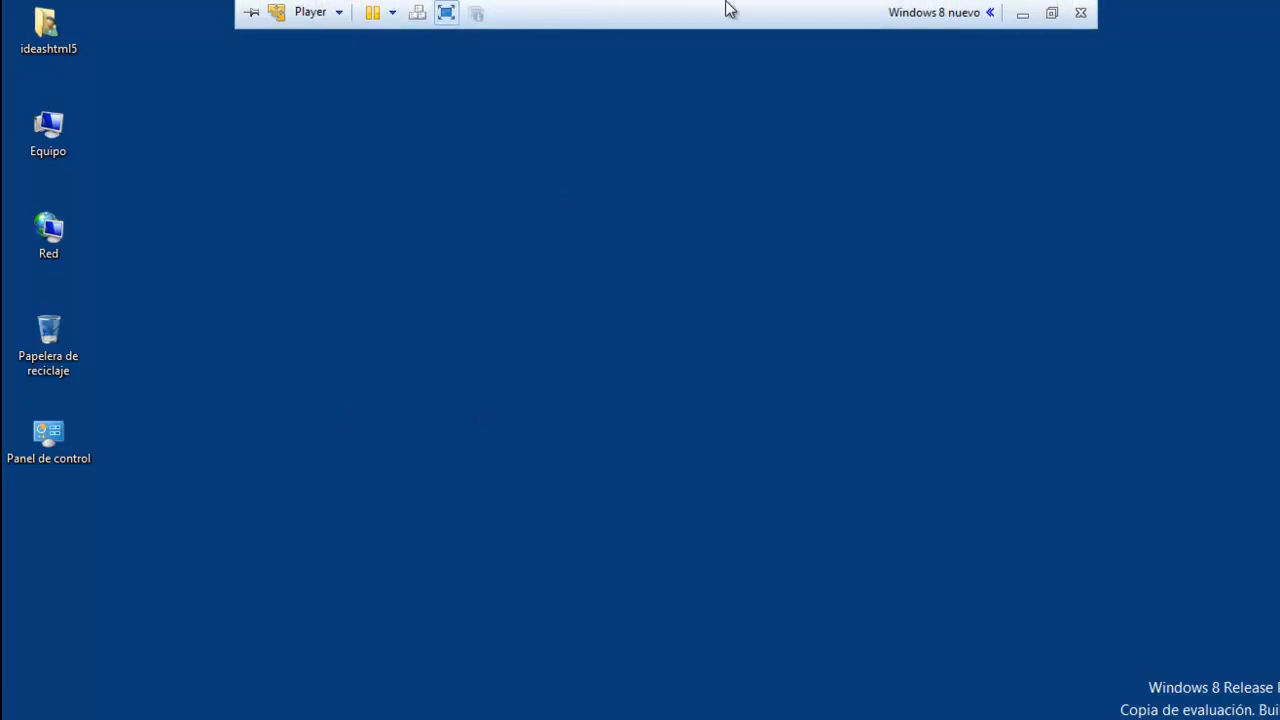 Player
Windows 8 nuevo
ideashtml5
Equipo
Red
Papelera de
reciclaje
Panel de control
Windows 8 Release
Copia de evaluación. Bui